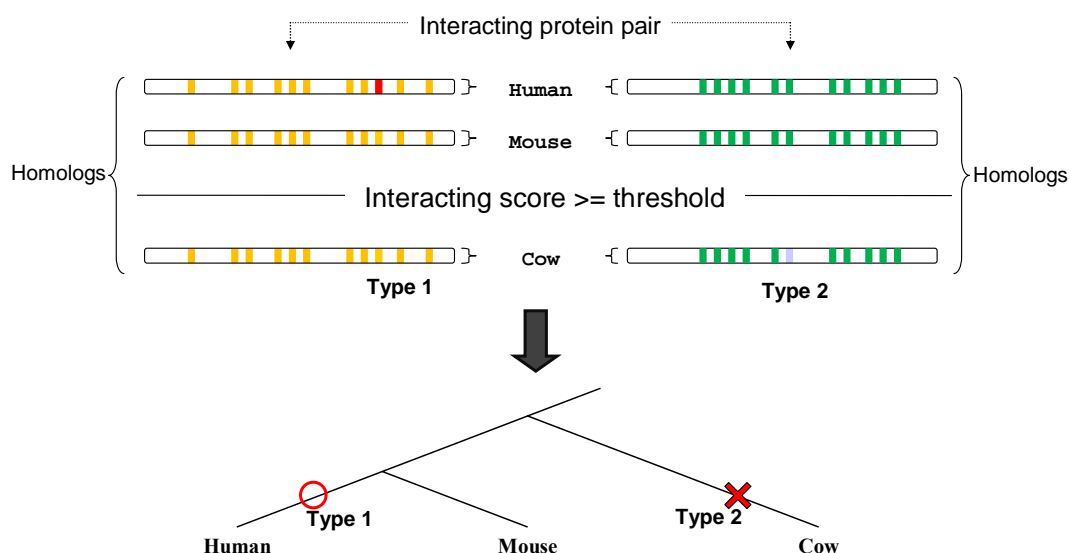 Interacting protein pair
Human
Mouse
Homologs
Homologs
Interacting score >= threshold
Cow
Type 1
Type 2
Type 1
Type 2
Human
Mouse
Cow